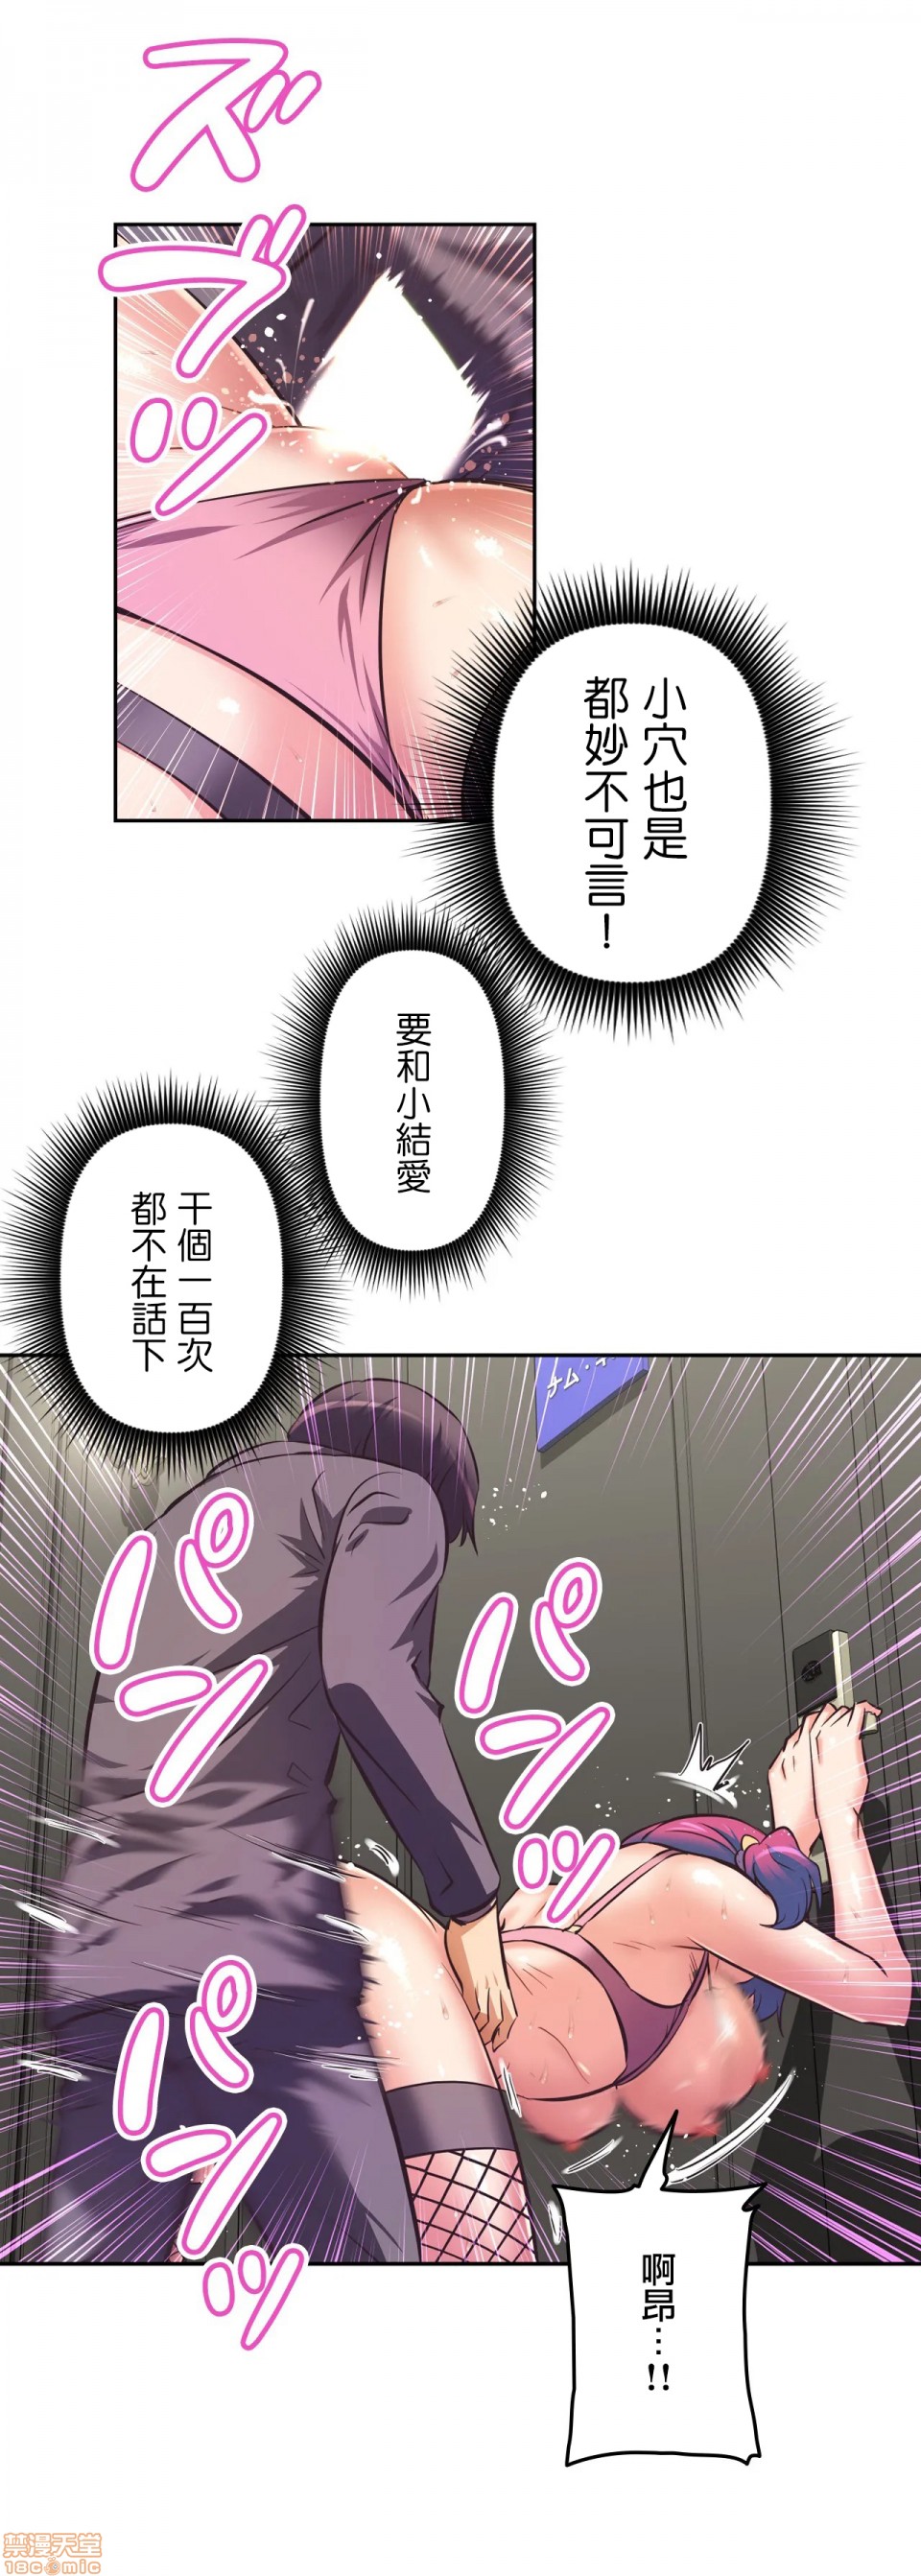 ズ
ブッ
小穴也是
都妙不可言！
要和小結愛
干個一百次
都不在話下
ナム・
パンッ
パンッ
パンッ
啊昂…!!
禁漫天堂
18comic